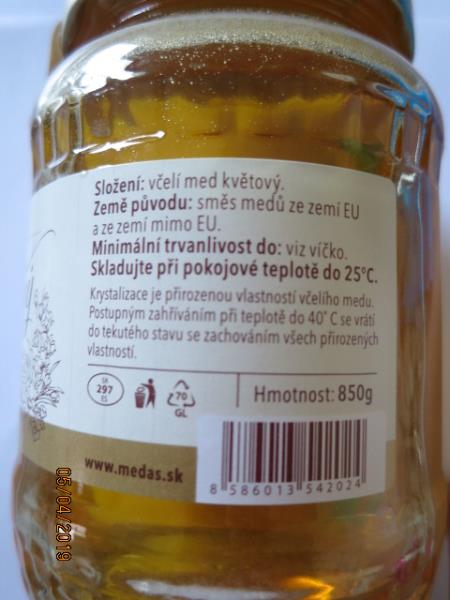 Složení: včelí med květový.
Země původu: směs medů ze zemí EU
a ze zemí mimo EU.
Minimální trvanlivost do: viz víčko.
Skladujte při pokojové teplotě do 25°C.
Krystalizace je přirozenou vlastností včelího medu.
Postupným zahříváním při teplotě do 40° C se vrátí
do tekutého stavu se zachováním všech přirozených
vlastností.
SK
297
ES
70
GL
Hmotnost: 850g
www.medas.sk
8 586013 542024
05/04/2019